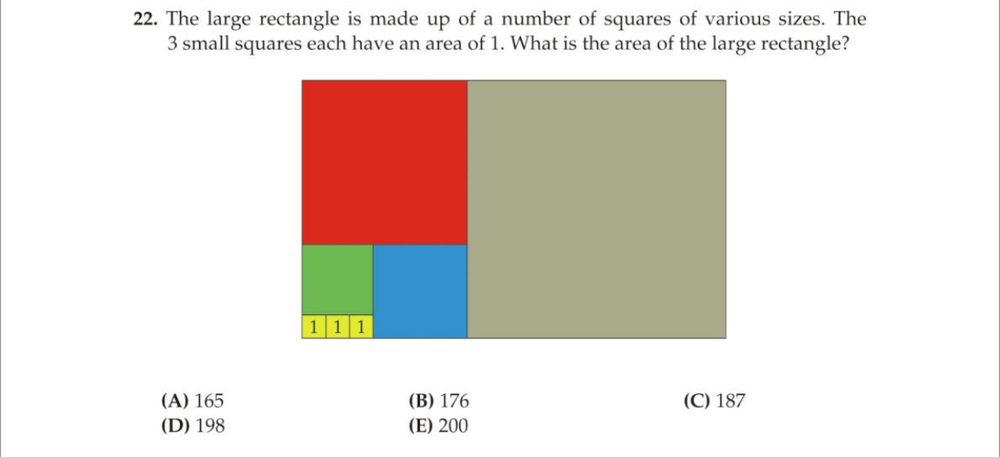 22. The large rectangle is made up of a number of squares of various sizes. The
3 small squares each have an area of 1. What is the area of the large rectangle?
1 1 1
(A) 165 (B) 176 (C) 187
(D) 198 (E) 200